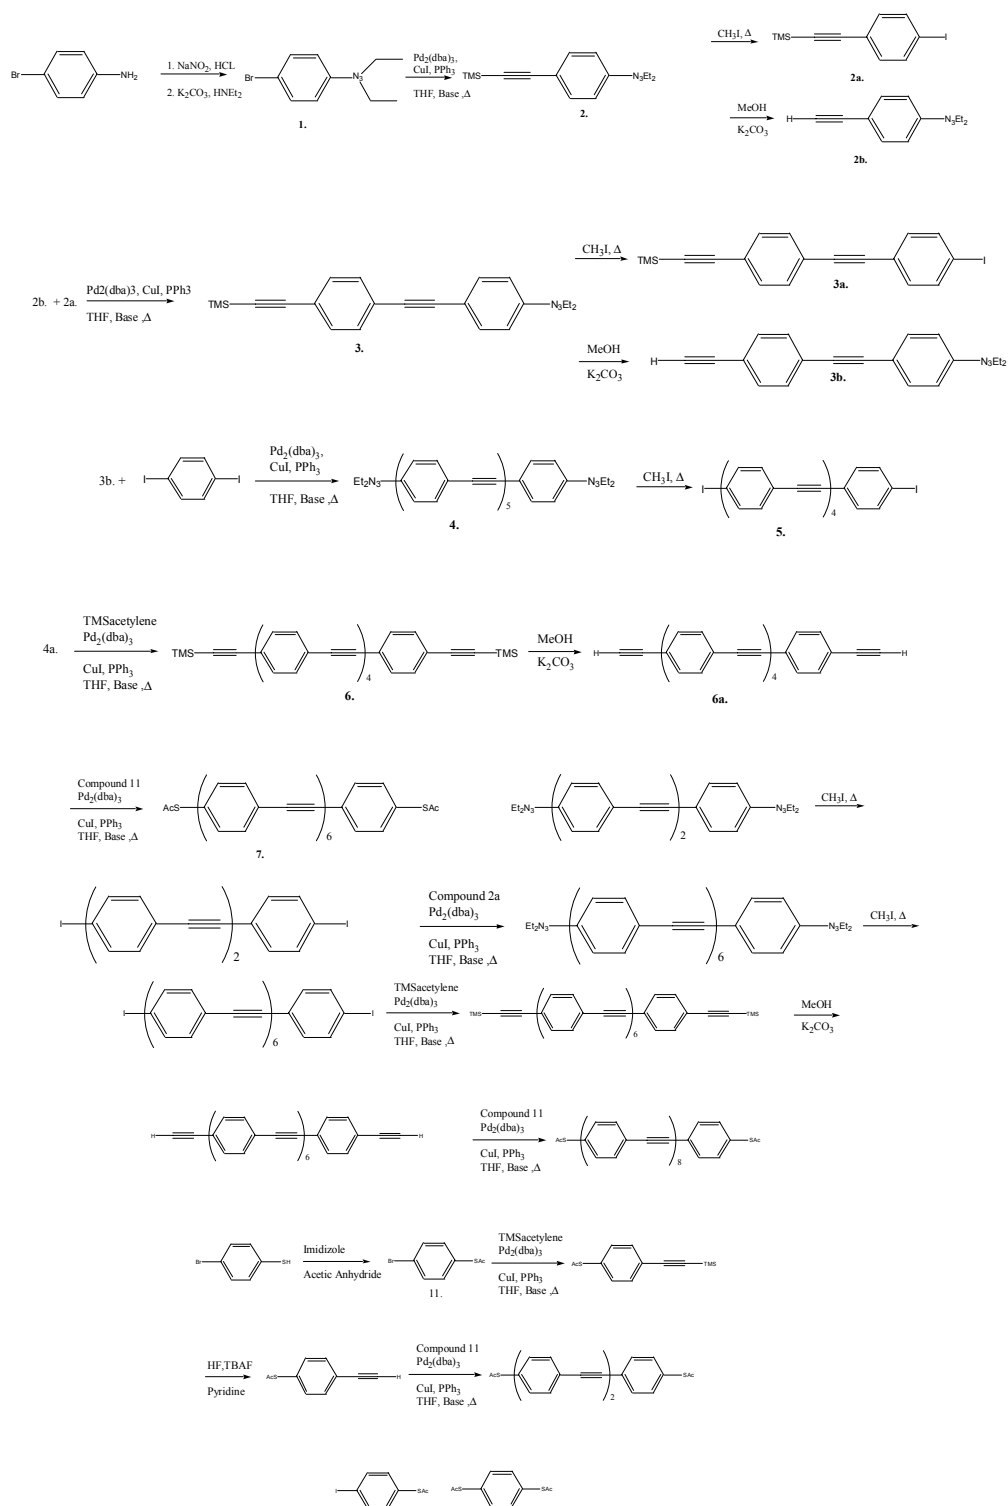 Br
NH2
1. NaNO2, HCL
2. K2CO3, HNEt2
Br
N3
1.
Pd2(dba)3,
CuI, PPh3
THF, Base ,Δ
TMS
N3Et2
2.
CH3I, Δ
TMS
I
2a.
MeOH
K2CO3
H
N3Et2
2b.
2b. + 2a.
Pd2(dba)3, CuI, PPh3
THF, Base ,Δ
TMS
N3Et2
3.
CH3I, Δ
TMS
I
3a.
MeOH
K2CO3
H
N3Et2
3b.
3b. +
I
I
Pd2(dba)3,
CuI, PPh3
THF, Base ,Δ
Et2N3
5
N3Et2
4.
CH3I, Δ
I
4
I
5.
4a.
TMSacetylene
Pd2(dba)3
CuI, PPh3
THF, Base ,Δ
TMS
4
TMS
6.
MeOH
K2CO3
H
4
H
6a.
Compound 11
Pd2(dba)3
CuI, PPh3
THF, Base ,Δ
AcS
6
SAc
7.
Et2N3
2
N3Et2
CH3I, Δ
I
2
I
Compound 2a
Pd2(dba)3
CuI, PPh3
THF, Base ,Δ
Et2N3
6
N3Et2
CH3I, Δ
I
6
I
TMSacetylene
Pd2(dba)3
CuI, PPh3
THF, Base ,Δ
TMS
6
TMS
MeOH
K2CO3
H
6
H
Compound 11
Pd2(dba)3
CuI, PPh3
THF, Base ,Δ
AcS
8
SAc
Br
SH
Imidizole
Acetic Anhydride
Br
SAc
11.
TMSacetylene
Pd2(dba)3
CuI, PPh3
THF, Base ,Δ
AcS
TMS
HF,TBAF
Pyridine
AcS
H
Compound 11
Pd2(dba)3
CuI, PPh3
THF, Base ,Δ
AcS
2
SAc
I
SAc
AcS
SAc